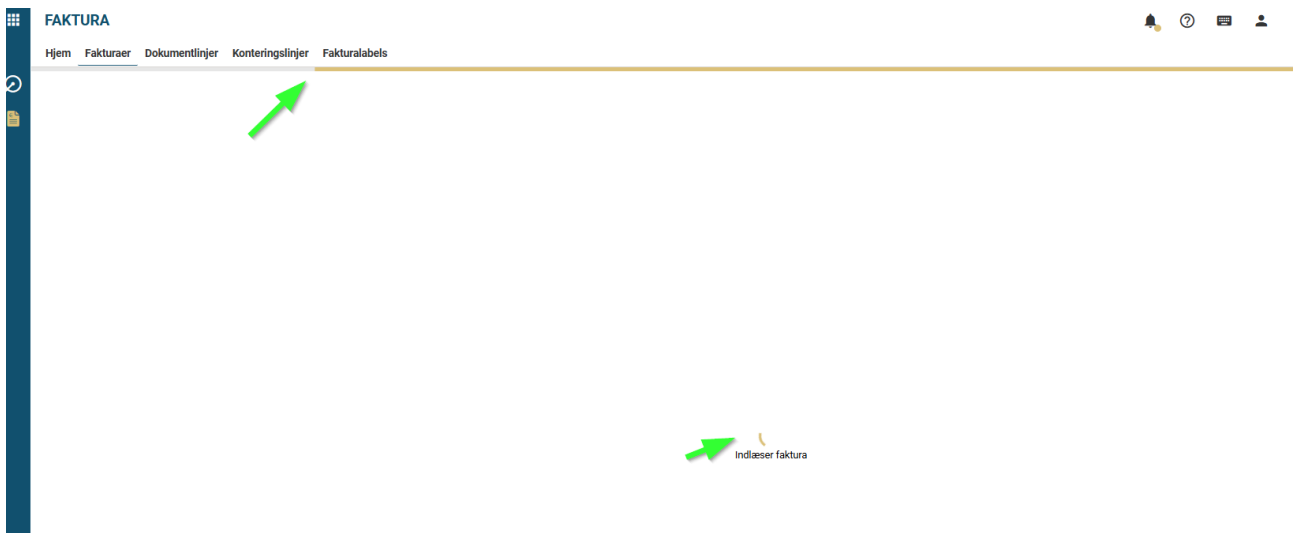 FAKTURA
Hjem Fakturaer Dokumentlinjer Konteringslinjer Fakturalabels
Indlæser faktura